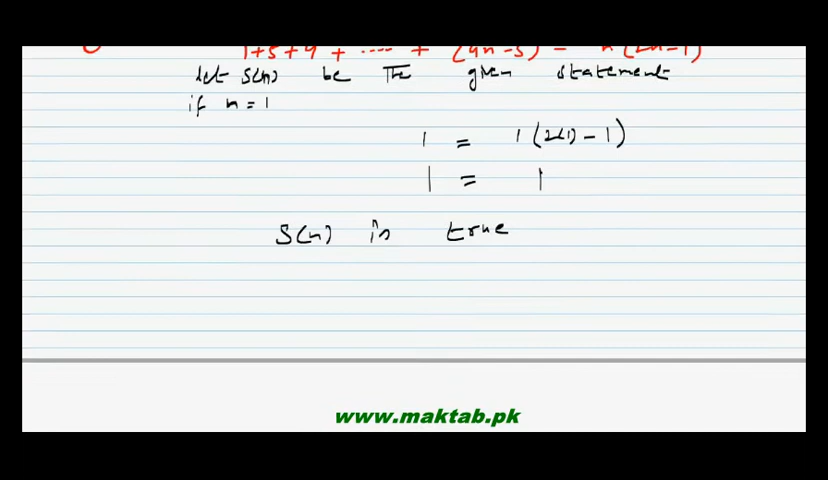 1+5+9 + .... + (4n-3) = n(2n-1)
let S(n) be the given statement
if n = 1
1 = 1(2(1) - 1)
1 = 1
S(n) is true
www.maktab.pk